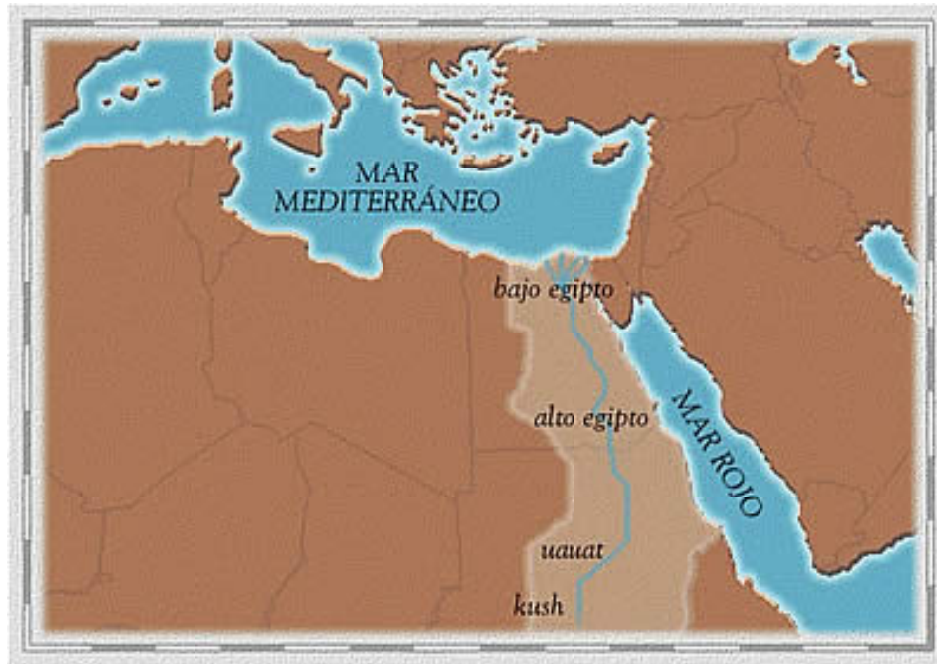 MAR
MEDITERRÁNEO
bajo egipto
alto egipto
MAR ROJO
uauat
kush